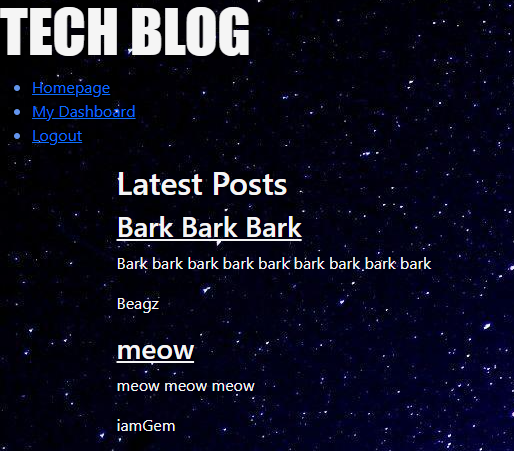 TECH BLOG
Homepage
My Dashboard
Logout
Latest Posts
Bark Bark Bark
Bark bark bark bark bark bark bark bark bark
Beagz
meow
meow meow meow
iamGem